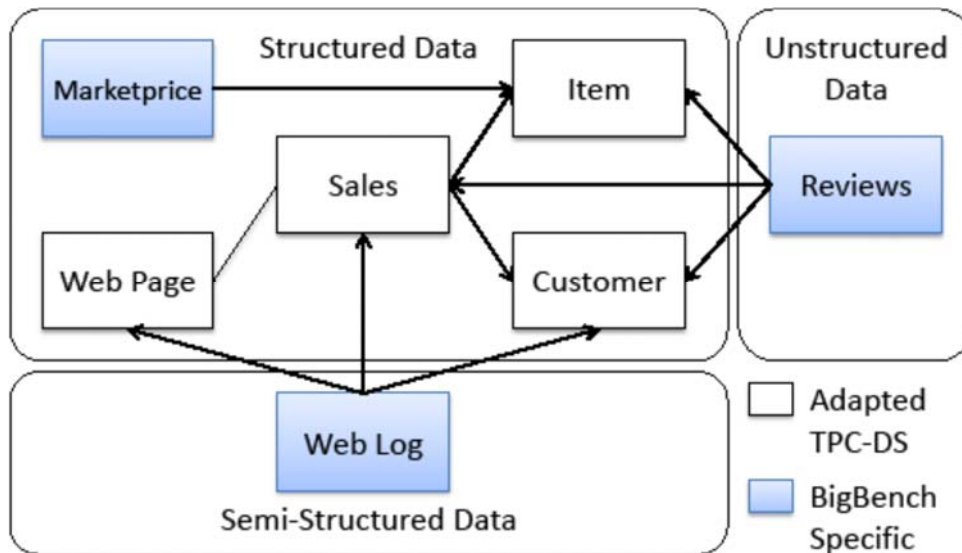 Structured Data
Unstructured
Data
Marketprice
Item
Sales
Reviews
Web Page
Customer
Web Log
Semi-Structured Data
Adapted
TPC-DS
BigBench
Specific